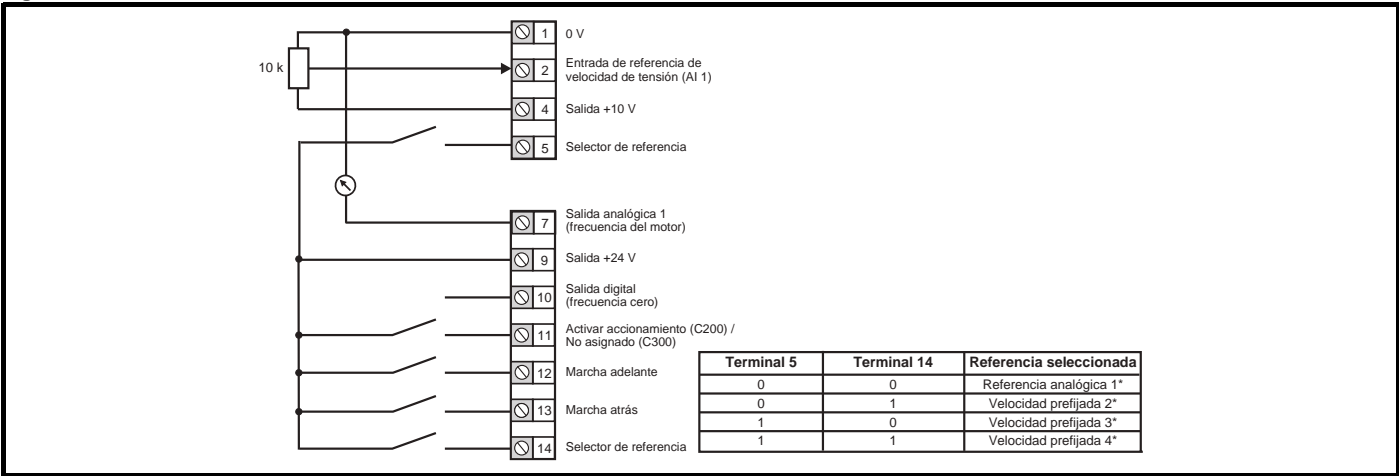 10 k
1 0 V
2 Entrada de referencia de
velocidad de tensión (AI 1)
4 Salida +10 V
5 Selector de referencia
7 Salida analógica 1
(frecuencia del motor)
9 Salida +24 V
10 Salida digital
(frecuencia cero)
11 Activar accionamiento (C200) /
No asignado (C300)
12 Marcha adelante
13 Marcha atrás
14 Selector de referencia
Terminal 5 Terminal 14 Referencia seleccionada
0 0 Referencia analógica 1*
0 1 Velocidad prefijada 2*
1 0 Velocidad prefijada 3*
1 1 Velocidad prefijada 4*